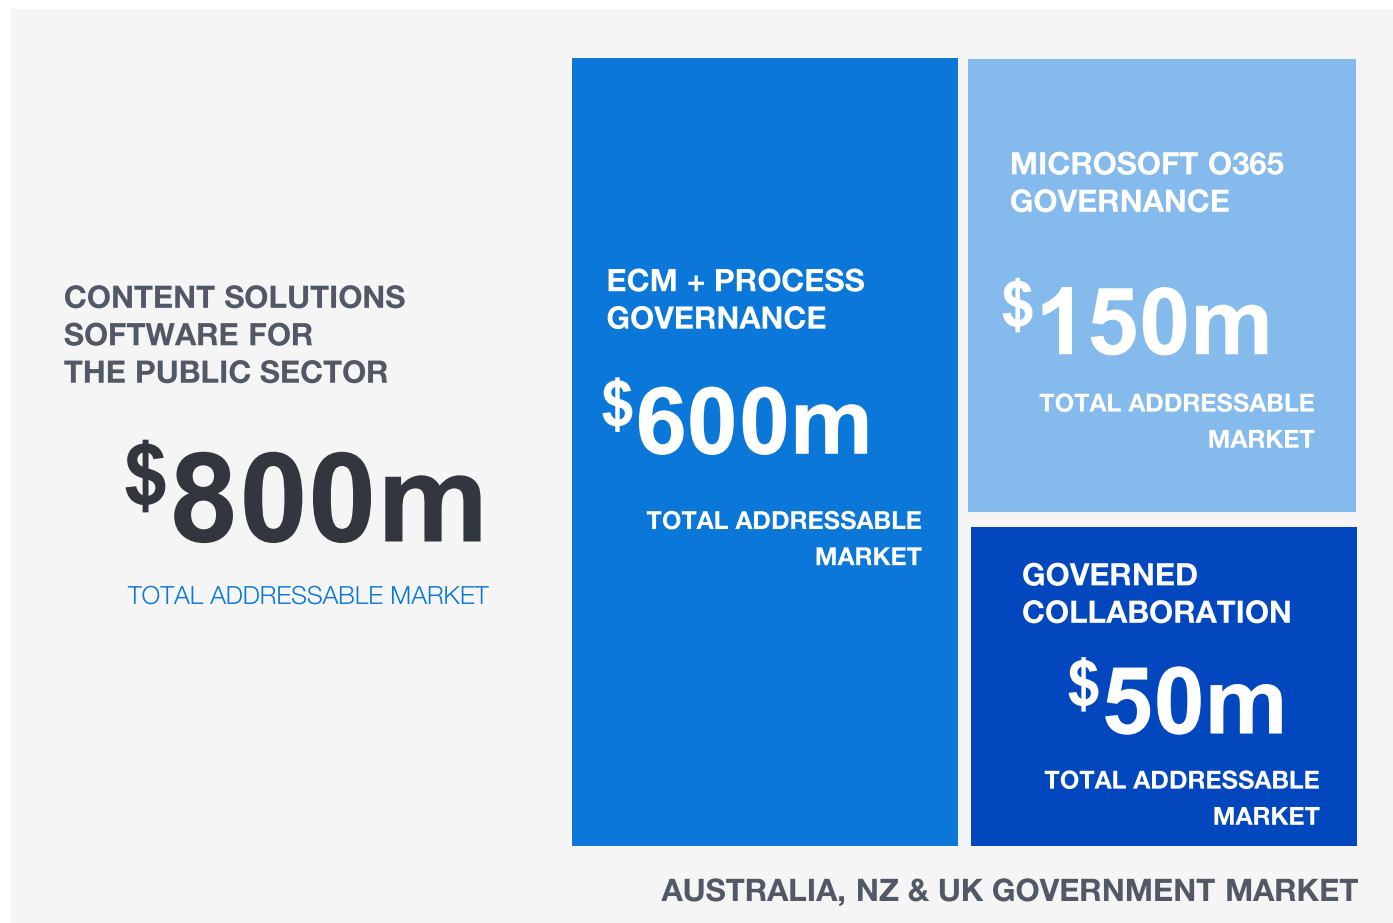 CONTENT SOLUTIONS
SOFTWARE FOR
THE PUBLIC SECTOR
$800m
TOTAL ADDRESSABLE MARKET
ECM + PROCESS
GOVERNANCE
$600m
TOTAL ADDRESSABLE
MARKET
MICROSOFT O365
GOVERNANCE
$150m
TOTAL ADDRESSABLE
MARKET
GOVERNED
COLLABORATION
$50m
TOTAL ADDRESSABLE
MARKET
AUSTRALIA, NZ & UK GOVERNMENT MARKET